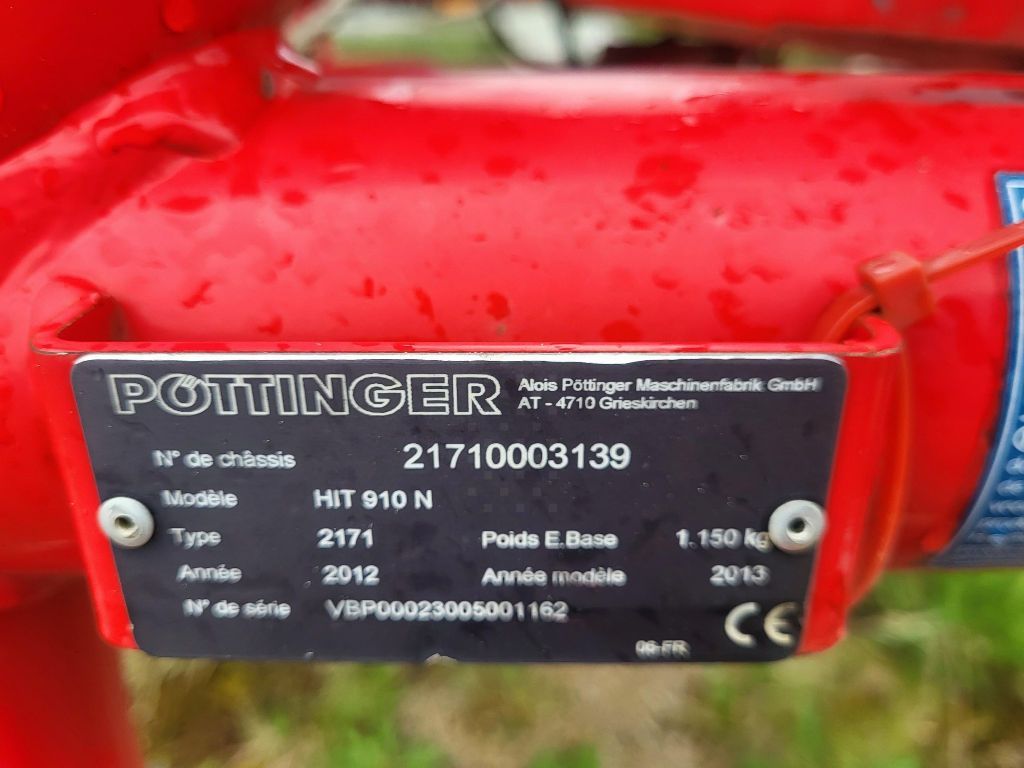 PÖTTINGER Alois Pöttinger Maschinenfabrik GmbH
AT - 4710 Grieskirchen
N° de châssis 21710003139
Modèle HIT 910 N
Type 2171 Poids E.Base 1.150 kg
Année 2012 Année modèle 2013
N° de série VBP00023005001162
06-FR CE